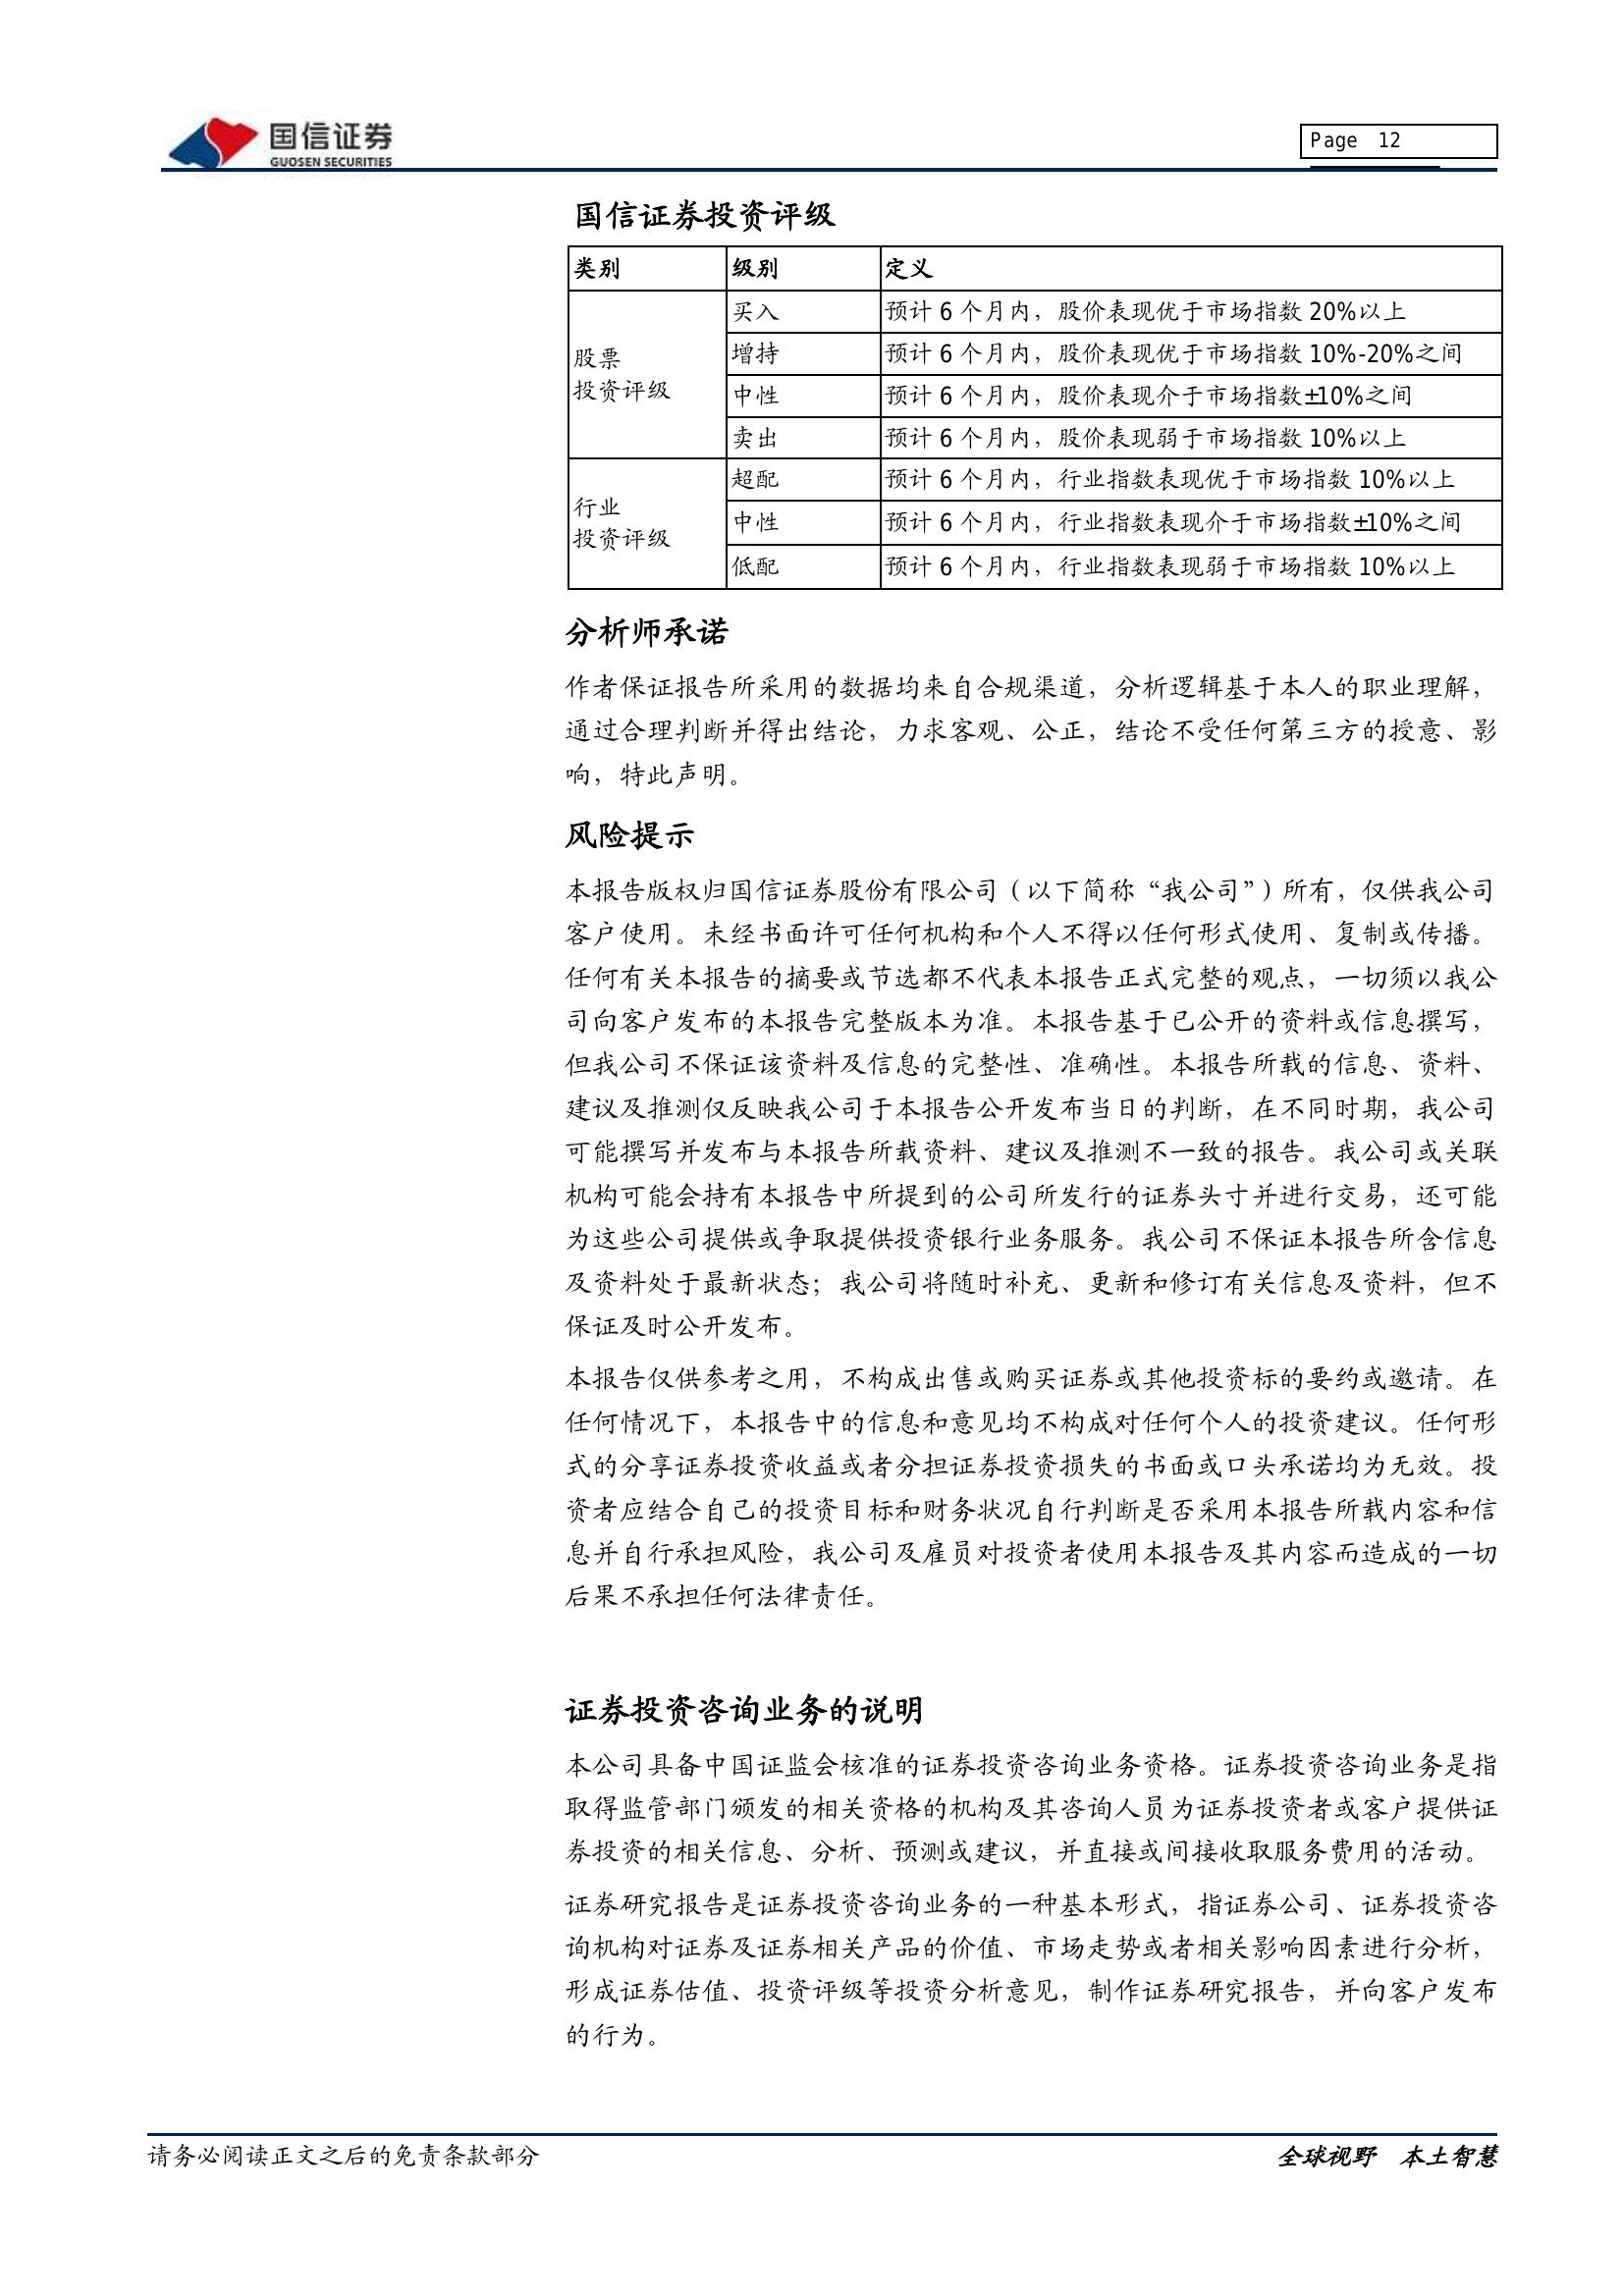 国信证券
GUOSEN SECURITIES
Page 12
国信证券投资评级
类别 级别 定义
股票
投资评级
买入 预计 6 个月内，股价表现优于市场指数 20%以上
增持 预计 6 个月内，股价表现优于市场指数 10%-20%之间
中性 预计 6 个月内，股价表现介于市场指数±10%之间
卖出 预计 6 个月内，股价表现弱于市场指数 10%以上
行业
投资评级
超配 预计 6 个月内，行业指数表现优于市场指数 10%以上
中性 预计 6 个月内，行业指数表现介于市场指数±10%之间
低配 预计 6 个月内，行业指数表现弱于市场指数 10%以上
分析师承诺
作者保证报告所采用的数据均来自合规渠道，分析逻辑基于本人的职业理解，
通过合理判断并得出结论，力求客观、公正，结论不受任何第三方的授意、影
响，特此声明。
风险提示
本报告版权归国信证券股份有限公司（以下简称“我公司”）所有，仅供我公司
客户使用。未经书面许可任何机构和个人不得以任何形式使用、复制或传播。
任何有关本报告的摘要或节选都不代表本报告正式完整的观点，一切须以我公
司向客户发布的本报告完整版本为准。本报告基于已公开的资料或信息撰写，
但我公司不保证该资料及信息的完整性、准确性。本报告所载的信息、资料、
建议及推测仅反映我公司于本报告公开发布当日的判断，在不同时期，我公司
可能撰写并发布与本报告所载资料、建议及推测不一致的报告。我公司或关联
机构可能会持有本报告中所提到的公司所发行的证券头寸并进行交易，还可能
为这些公司提供或争取提供投资银行业务服务。我公司不保证本报告所含信息
及资料处于最新状态；我公司将随时补充、更新和修订有关信息及资料，但不
保证及时公开发布。
本报告仅供参考之用，不构成出售或购买证券或其他投资标的要约或邀请。在
任何情况下，本报告中的信息和意见均不构成对任何个人的投资建议。任何形
式的分享证券投资收益或者分担证券投资损失的书面或口头承诺均为无效。投
资者应结合自己的投资目标和财务状况自行判断是否采用本报告所载内容和信
息并自行承担风险，我公司及雇员对投资者使用本报告及其内容而造成的一切
后果不承担任何法律责任。
证券投资咨询业务的说明
本公司具备中国证监会核准的证券投资咨询业务资格。证券投资咨询业务是指
取得监管部门颁发的相关资格的机构及其咨询人员为证券投资者或客户提供证
券投资的相关信息、分析、预测或建议，并直接或间接收取服务费用的活动。
证券研究报告是证券投资咨询业务的一种基本形式，指证券公司、证券投资咨
询机构对证券及证券相关产品的价值、市场走势或者相关影响因素进行分析，
形成证券估值、投资评级等投资分析意见，制作证券研究报告，并向客户发布
的行为。
请务必阅读正文之后的免责条款部分
全球视野 本土智慧